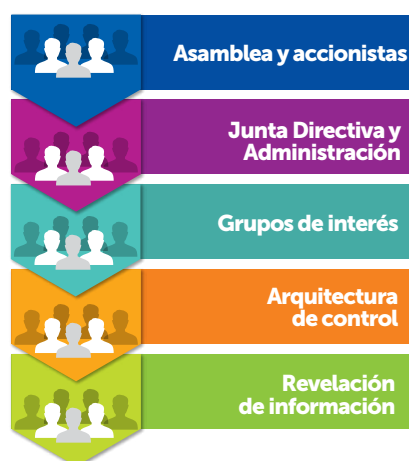 Asamblea y accionistas
Junta Directiva y
Administración
Grupos de interés
Arquitectura
de control
Revelación
de información